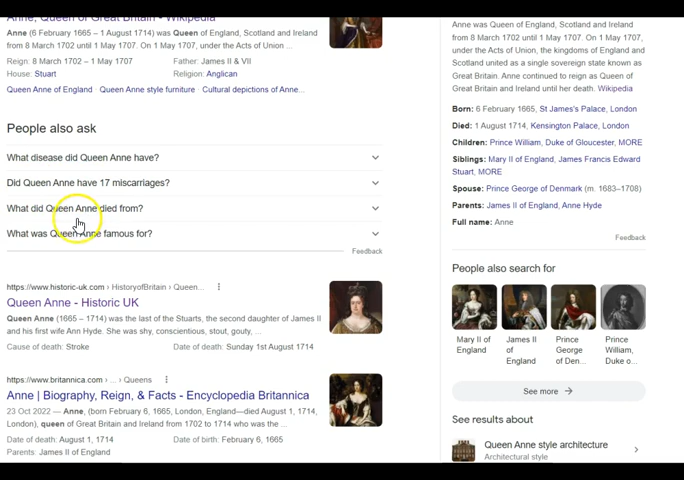 Anne, Queen of Great Britain - Wikipedia
Anne (6 February 1665 – 1 August 1714) was Queen of England, Scotland and Ireland
from 8 March 1702 until 1 May 1707. On 1 May 1707, under the Acts of Union ...
Reign: 8 March 1702 – 1 May 1707
Father: James II & VII
House: Stuart
Religion: Anglican
Queen Anne of England · Queen Anne style furniture · Cultural depictions of Anne...
People also ask
What disease did Queen Anne have?
Did Queen Anne have 17 miscarriages?
What did Queen Anne died from?
What was Queen Anne famous for?
Feedback
https://www.historic-uk.com › HistoryofBritain › Queen...
Queen Anne - Historic UK
Queen Anne (1665 – 1714) was the last of the Stuarts, the second daughter of James II
and his first wife Ann Hyde. She was shy, conscientious, stout, gouty, ...
Cause of death: Stroke
Date of death: Sunday 1st August 1714
https://www.britannica.com › ... › Queens
Anne | Biography, Reign, & Facts - Encyclopedia Britannica
23 Oct 2022 — Anne, (born February 6, 1665, London, England—died August 1, 1714,
London), queen of Great Britain and Ireland from 1702 to 1714 who was the ...
Date of death: August 1, 1714
Date of birth: February 6, 1665
Parents: James II of England
Anne was Queen of England, Scotland and Ireland
from 8 March 1702 until 1 May 1707. On 1 May 1707,
under the Acts of Union, the kingdoms of England and
Scotland united as a single sovereign state known as
Great Britain. Anne continued to reign as Queen of
Great Britain and Ireland until her death. Wikipedia
Born: 6 February 1665, St James's Palace, London
Died: 1 August 1714, Kensington Palace, London
Children: Prince William, Duke of Gloucester, MORE
Siblings: Mary II of England, James Francis Edward
Stuart, MORE
Spouse: Prince George of Denmark (m. 1683–1708)
Parents: James II of England, Anne Hyde
Full name: Anne
Feedback
People also search for
Mary II of
England
James II
of
England
Prince
George
of Den...
Prince
William,
Duke o...
See more
See results about
Queen Anne style architecture
Architectural style